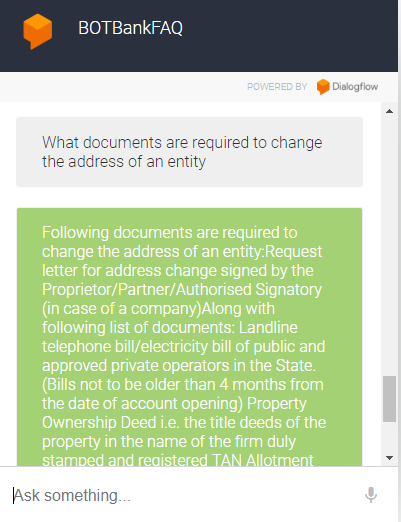 BOTBankFAQ
POWERED BY Dialogflow
What documents are required to change
the address of an entity
Following documents are required to
change the address of an entity:Request
letter for address change signed by the
Proprietor/Partner/Authorised Signatory
(in case of a company)Along with
following list of documents: Landline
telephone bill/electricity bill of public and
approved private operators in the State.
(Bills not to be older than 4 months from
the date of account opening) Property
Ownership Deed i.e. the title deeds of the
property in the name of the firm duly
stamped and registered TAN Allotment
Ask something...